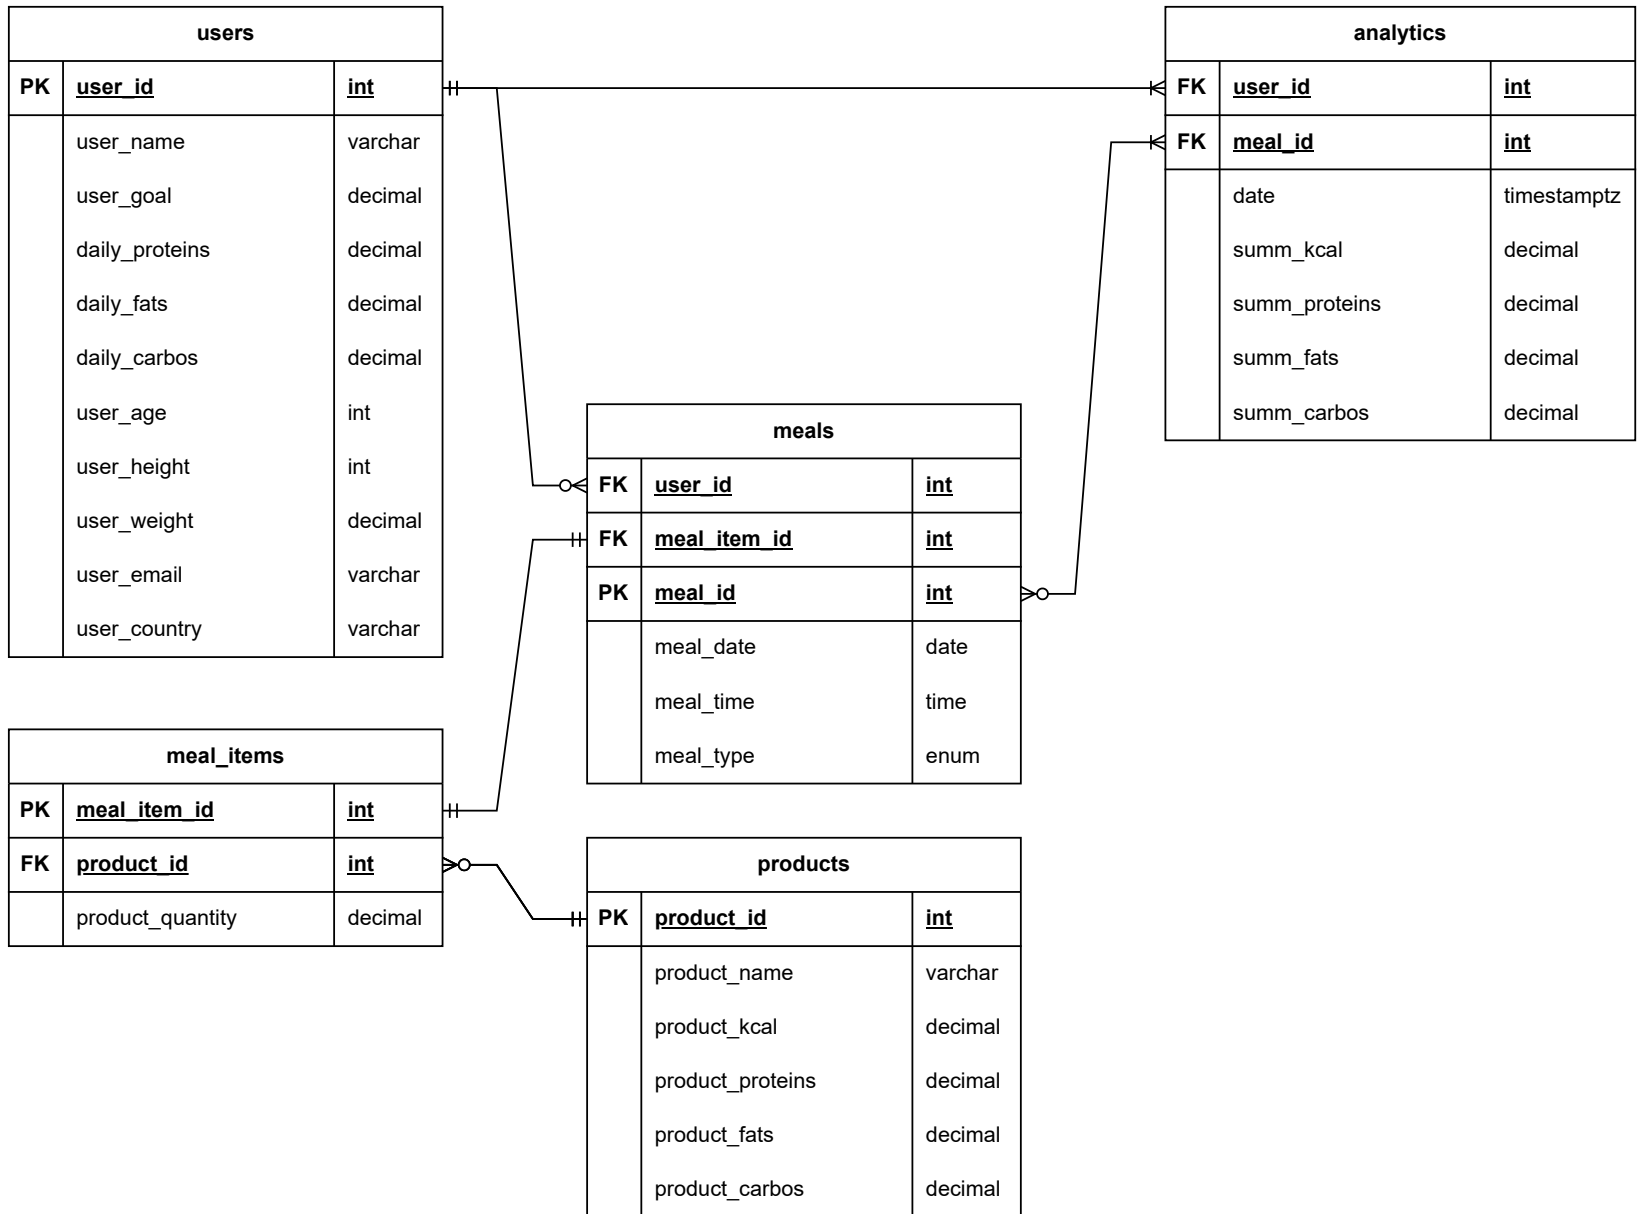 users
PK user_id int
user_name varchar
user_goal decimal
daily_proteins decimal
daily_fats decimal
daily_carbos decimal
user_age int
user_height int
user_weight decimal
user_email varchar
user_country varchar
analytics
FK user_id int
FK meal_id int
date timestamptz
summ_kcal decimal
summ_proteins decimal
summ_fats decimal
summ_carbos decimal
meals
FK user_id int
FK meal_item_id int
PK meal_id int
meal_date date
meal_time time
meal_type enum
meal_items
PK meal_item_id int
FK product_id int
product_quantity decimal
products
PK product_id int
product_name varchar
product_kcal decimal
product_proteins decimal
product_fats decimal
product_carbos decimal